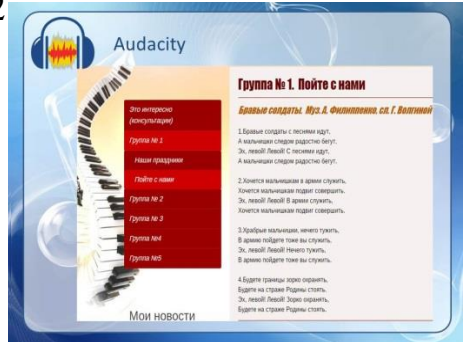 2
Audacity
Это интересно
(консультации)
Группа № 1
Наши праздники
Пойте с нами
Группа № 2
Группа № 3
Группа №4
Группа №5
Мои новости
Группа № 1. Пойте с нами
Бравые солдаты. Муз. А. Филиппенко, сл. Г. Волгиной
1.Бравые солдаты с песнями идут,
А мальчишки следом радостно бегут.
Эх, левой! Левой! С песнями идут,
А мальчишки следом радостно бегут.
2.Хочется мальчишкам в армии служить,
Хочется мальчишкам подвиг совершить.
Эх, левой! Левой! В армии служить,
Хочется мальчишкам подвиг совершить.
3.Храбрые мальчишки, нечего тужить,
В армию пойдете тоже вы служить,
Эх, левой! Левой! Нечего тужить,
В армию пойдете тоже вы служить.
4.Будете границы зорко охранять,
Будете на страже Родины стоять.
Эх, левой! Левой! Зорко охранять,
Будете на страже Родины стоять.